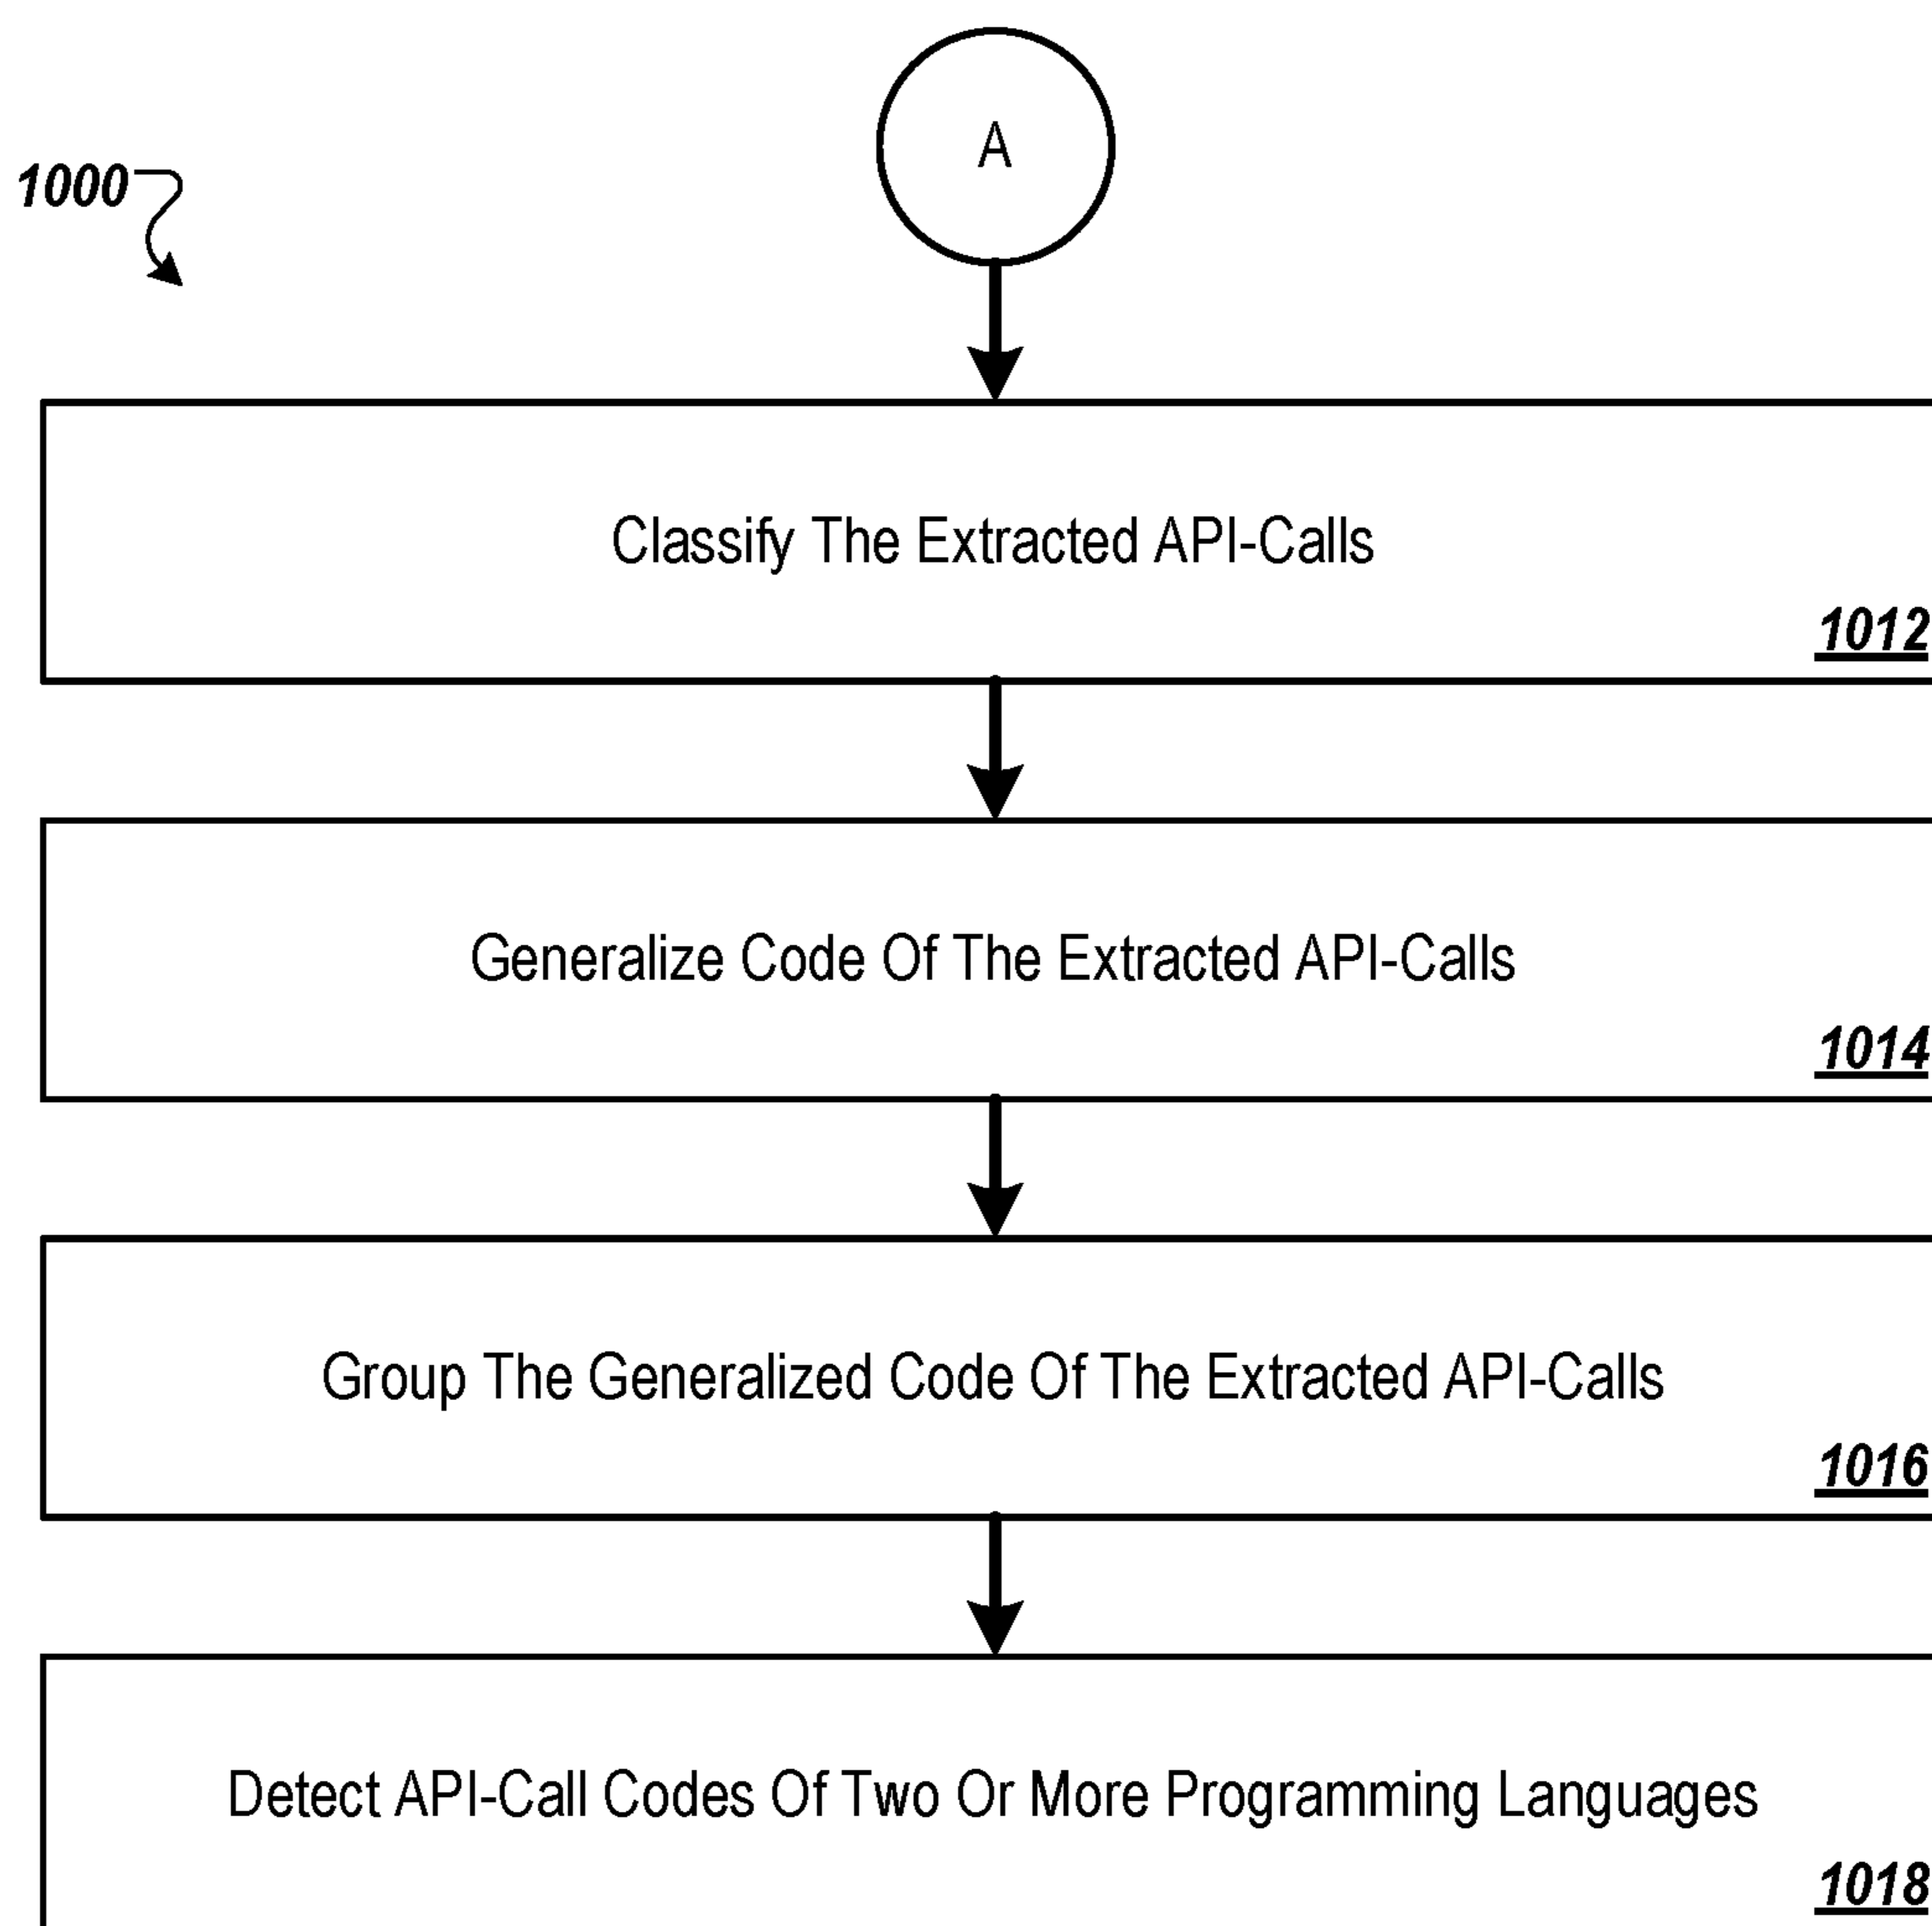 A
1000
Classify The Extracted API-Calls
1012
Generalize Code Of The Extracted API-Calls
1014
Group The Generalized Code Of The Extracted API-Calls
1016
Detect API-Call Codes Of Two Or More Programming Languages
1018